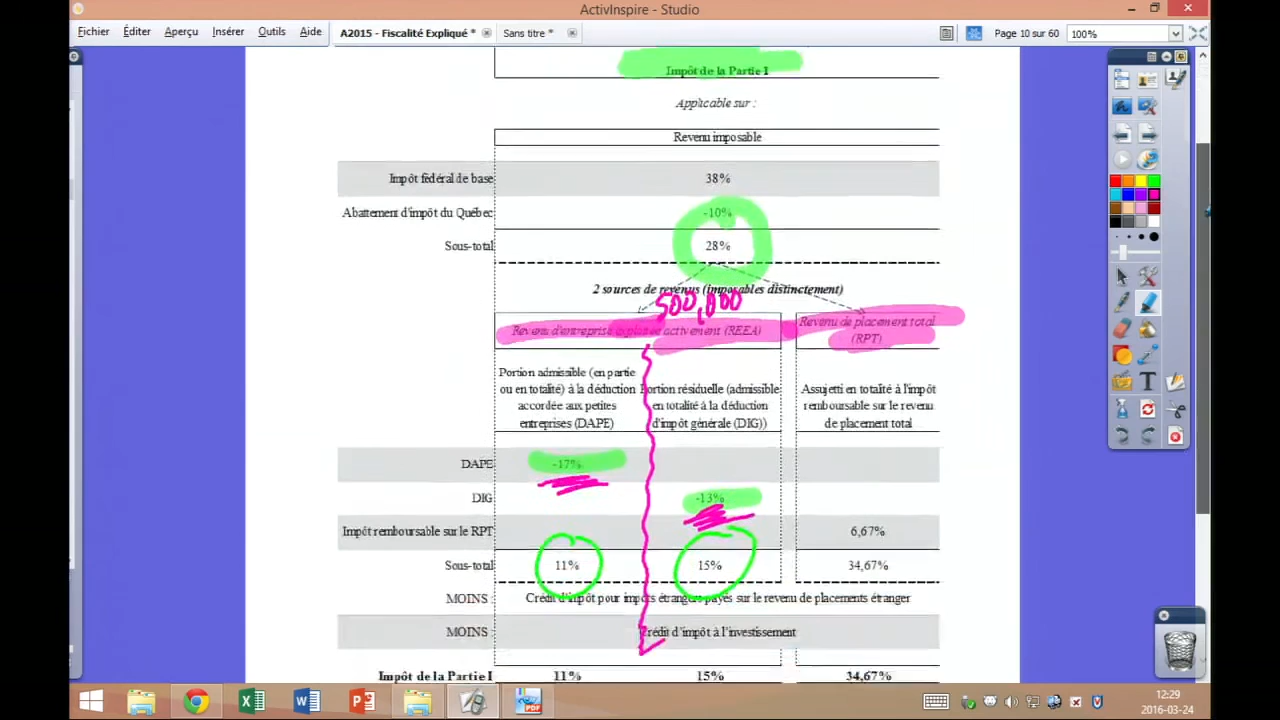 ActivInspire - Studio
Fichier Éditer Aperçu Insérer Outils Aide
A2015 - Fiscalité Expliqué *
Sans titre *
Page 10 sur 60
100%
Impôt de la Partie I
Applicable sur :
Revenu imposable
Impôt fédéral de base 38%
Abattement d'impôt du Québec -10%
Sous-total 28%
2 sources de revenus (imposables distinctement)
500,000
Revenu d'entreprise exploitée activement (REEA)
Revenu de placement total
(RPT)
Portion admissible (en partie
ou en totalité) à la déduction
accordée aux petites
entreprises (DAPE)
Portion résiduelle (admissible
en totalité à la déduction
d'impôt générale (DIG))
Assujetti en totalité à l'impôt
remboursable sur le revenu
de placement total
DAPE -17%
DIG -13%
Impôt remboursable sur le RPT 6,67%
Sous-total 11% 15% 34,67%
MOINS : Crédit d'impôt pour impôts étrangers payés sur le revenu de placements étranger
MOINS : Crédit d'impôt à l'investissement
Impôt de la Partie I 11% 15% 34,67%
12:29
2016-03-24